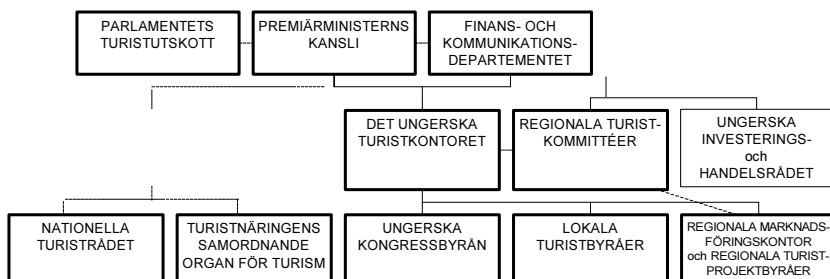 PARLAMENTETS
TURISTUTSKOTT
PREMIÄRMINISTERNS
KANSLI
FINANS- OCH
KOMMUNIKATIONS-
DEPARTEMENTET
DET UNGERSKA
TURISTKONTORET
REGIONALA TURIST-
KOMMITTÉER
UNGERSKA
INVESTERINGS-
och
HANDELSRÅDET
NATIONELLA
TURISTRÅDET
TURISTNÄRINGENS
SAMORDNANDE
ORGAN FÖR TURISM
UNGERSKA
KONGRESSBYRÅN
LOKALA
TURISTBYRÅER
REGIONALA MARKNADS-
FÖRINGSKONTOR
och REGIONALA TURIST-
PROJEKTBYRÅER